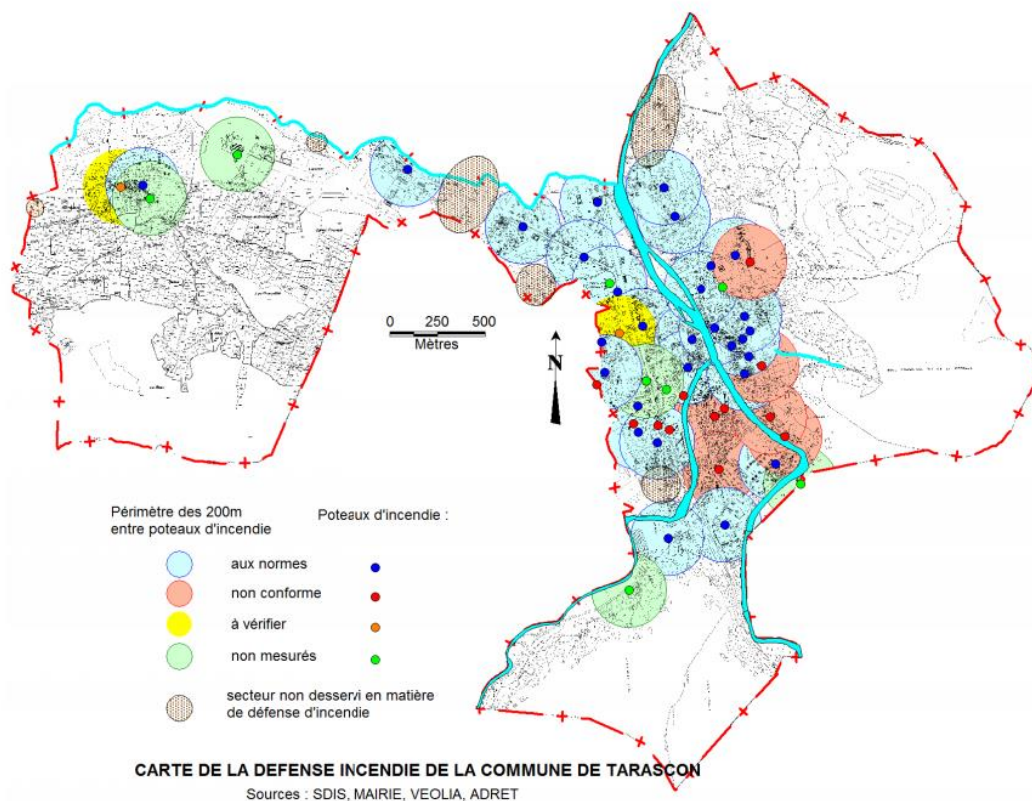 0 250 500
Mètres
N
Périmètre des 200m
entre poteaux d'incendie
Poteaux d'incendie :
aux normes
non conforme
à vérifier
non mesurés
secteur non desservi en matière
de défense d'incendie
CARTE DE LA DEFENSE INCENDIE DE LA COMMUNE DE TARASCON
Sources : SDIS, MAIRIE, VEOLIA, ADRET